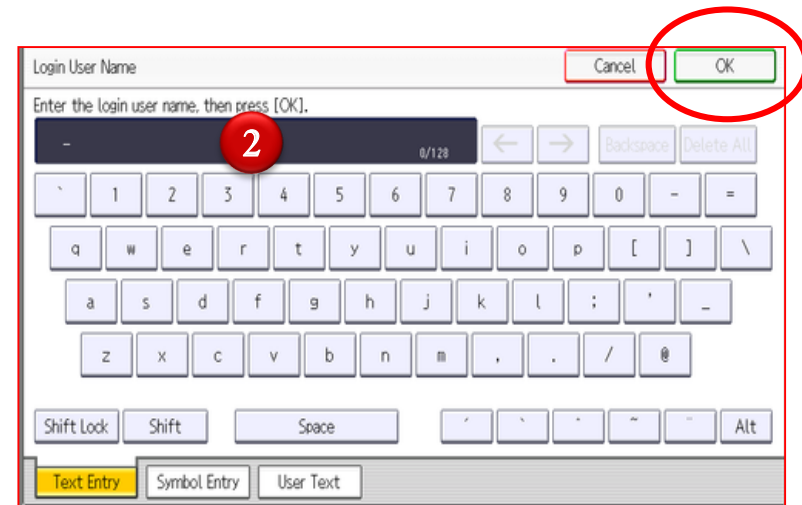 Login User Name Cancel OK
Enter the login user name, then press [OK].
_ 2 0/128 ← → Backspace Delete All
` 1 2 3 4 5 6 7 8 9 0 - =
q w e r t y u i o p [ ] \
a s d f g h j k l ; ' _
z x c v b n m , . / @
Shift Lock Shift Space ´ ` ^ ~ ¨ Alt
Text Entry Symbol Entry User Text